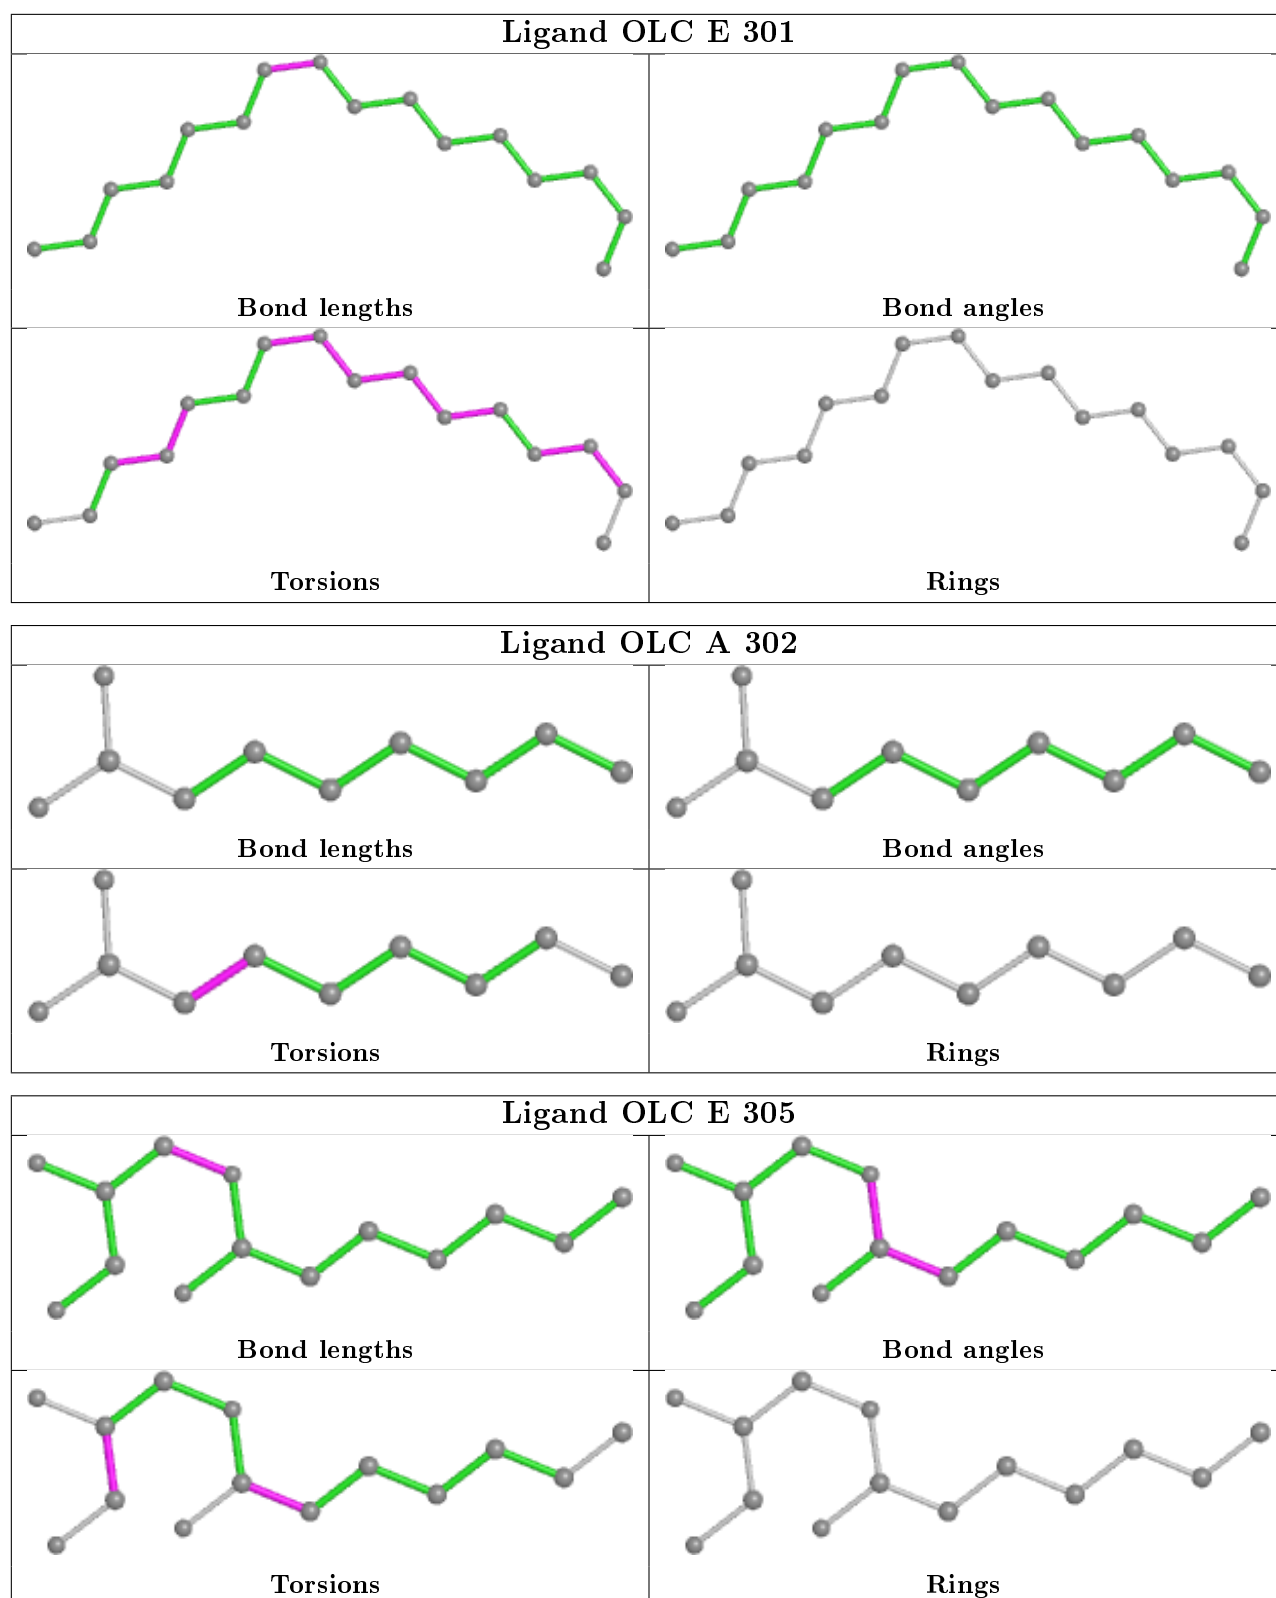 Ligand OLC E 301
Bond lengths
Bond angles
Torsions
Rings
Ligand OLC A 302
Bond lengths
Bond angles
Torsions
Rings
Ligand OLC E 305
Bond lengths
Bond angles
Torsions
Rings